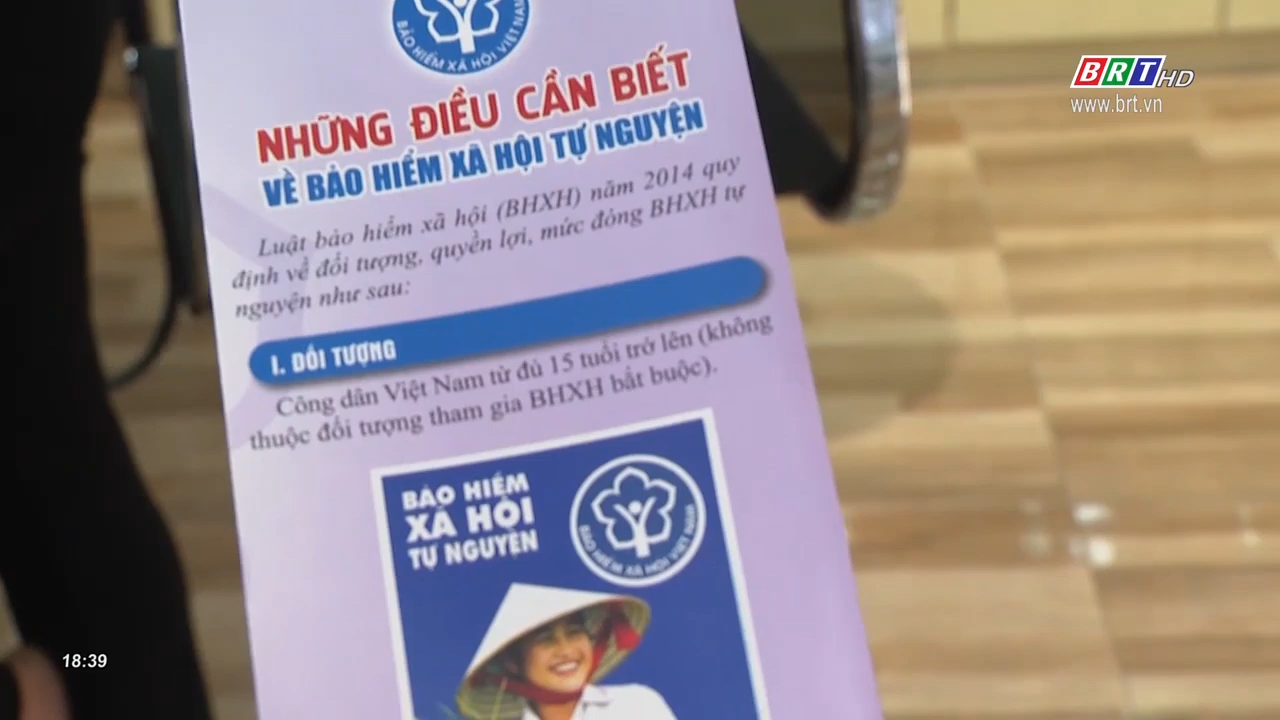 BẢO HIỂM XÃ HỘI VIỆT NAM
BRT HD
www.brt.vn
NHỮNG ĐIỀU CẦN BIẾT
VỀ BẢO HIỂM XÃ HỘI TỰ NGUYỆN
Luật bảo hiểm xã hội (BHXH) năm 2014 quy
định về đối tượng, quyền lợi, mức đóng BHXH tự
nguyện như sau:
I. ĐỐI TƯỢNG
Công dân Việt Nam từ đủ 15 tuổi trở lên (không
thuộc đối tượng tham gia BHXH bắt buộc).
BẢO HIỂM
XÃ HỘI
TỰ NGUYỆN
BẢO HIỂM XÃ HỘI VIỆT NAM
18:39